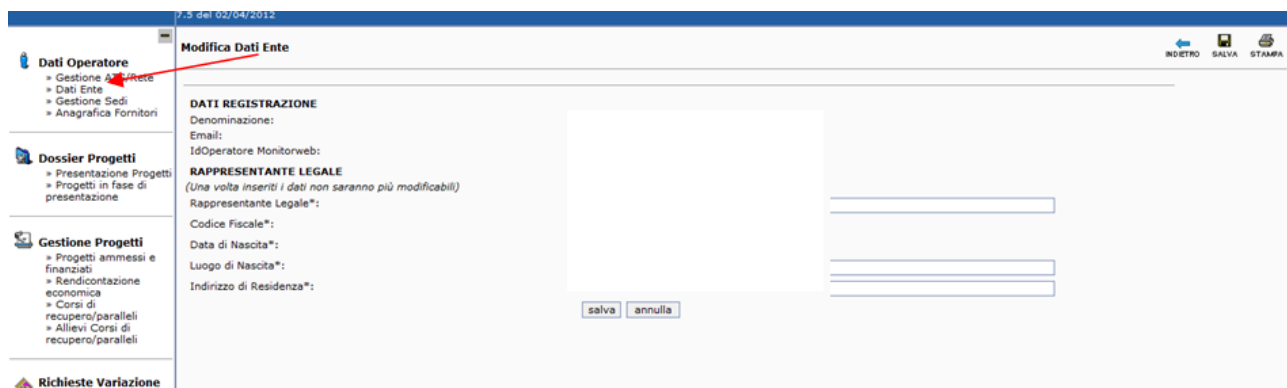 7.5 del 02/04/2012
Dati Operatore
» Gestione ATS/Rete
» Dati Ente
» Gestione Sedi
» Anagrafica Fornitori
Dossier Progetti
» Presentazione Progetti
» Progetti in fase di
presentazione
Gestione Progetti
» Progetti ammessi e
finanziati
» Rendicontazione
economica
» Corsi di
recupero/paralleli
» Allievi Corsi di
recupero/paralleli
Richieste Variazione
Modifica Dati Ente
INDIETRO SALVA STAMPA
DATI REGISTRAZIONE
Denominazione:
Email:
IdOperatore Monitorweb:
RAPPRESENTANTE LEGALE
(Una volta inseriti i dati non saranno più modificabili)
Rappresentante Legale*:
Codice Fiscale*:
Data di Nascita*:
Luogo di Nascita*:
Indirizzo di Residenza*:
salva annulla